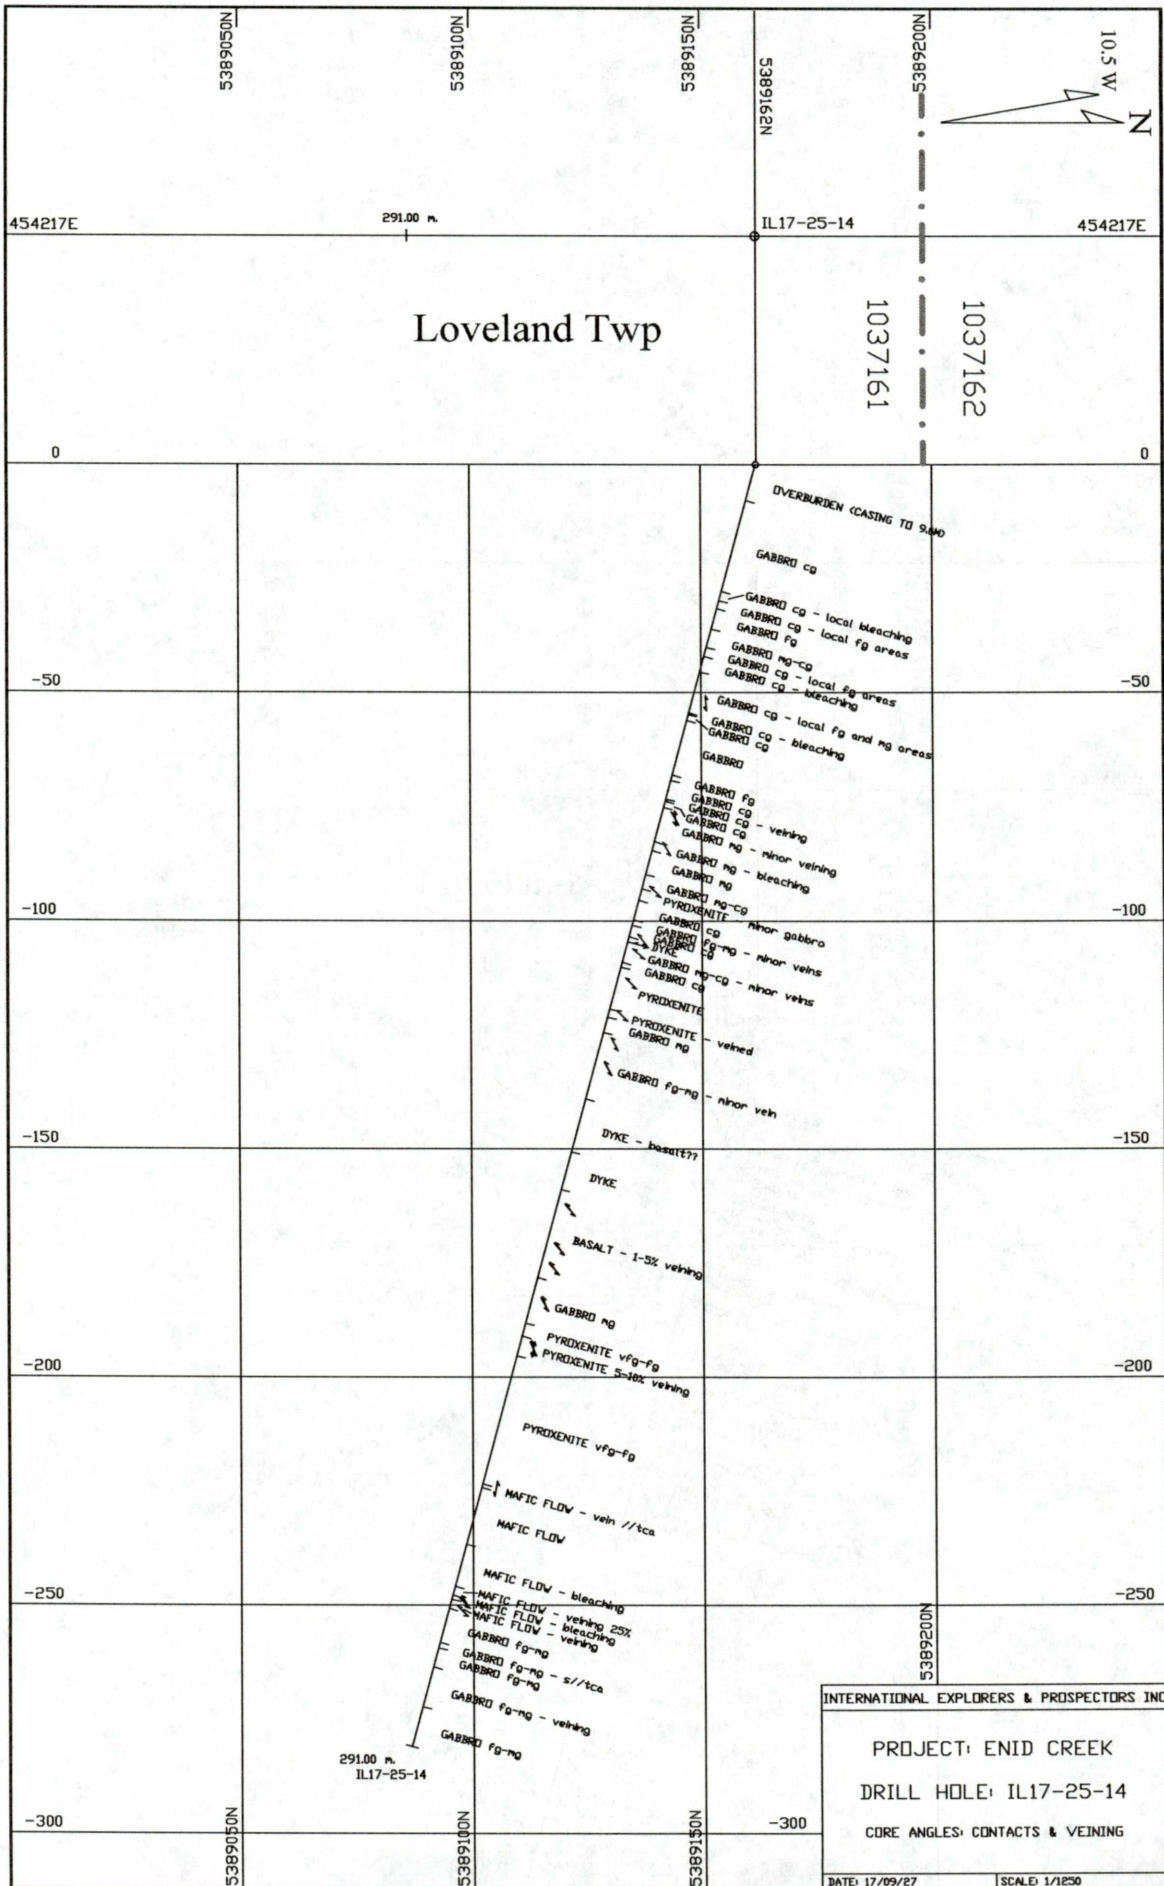 5389050N
5389100N
5389150N
5389162N
5389200N
10.5 W
N
454217E
291.00 m.
IL17-25-14
454217E
Loveland Twp
1037161
1037162
0
0
OVERBURDEN (CASING TO 9.0M)
GABBRO cg
GABBRO cg - local bleaching
GABBRO cg - local fg areas
GABBRO fg
GABBRO mg-cg
GABBRO cg - local fg areas
GABBRO cg - bleaching
-50
-50
GABBRO cg - local fg and mg areas
GABBRO cg - bleaching
GABBRO cg
GABBRO
GABBRO fg
GABBRO cg
GABBRO cg - veining
GABBRO cg
GABBRO mg - minor veining
GABBRO mg - bleaching
GABBRO mg
GABBRO mg-cg
PYROXENITE - minor gabbro
-100
-100
GABBRO cg
GABBRO fg-mg - minor veins
GABBRO cg
DYKE
GABBRO mg-cg - minor veins
GABBRO cg
PYROXENITE
PYROXENITE - veined
GABBRO mg
GABBRO fg-mg - minor vein
-150
-150
DYKE - basalt??
DYKE
BASALT - 1-5% veining
GABBRO mg
PYROXENITE vfg-fg
PYROXENITE 5-10% veining
-200
-200
PYROXENITE vfg-fg
MAFIC FLOW - vein //tca
MAFIC FLOW
MAFIC FLOW - bleaching
-250
-250
MAFIC FLOW - veining 25%
MAFIC FLOW - bleaching
MAFIC FLOW - veining
GABBRO fg-mg
GABBRO fg-mg - s//tca
GABBRO fg-mg
GABBRO fg-mg - veining
GABBRO fg-mg
291.00 m.
IL17-25-14
-300
-300
5389050N
5389100N
5389150N
5389200N
INTERNATIONAL EXPLORERS & PROSPECTORS INC
PROJECT: ENID CREEK
DRILL HOLE: IL17-25-14
CORE ANGLES: CONTACTS & VEINING
DATE: 17/09/27
SCALE: 1/1250